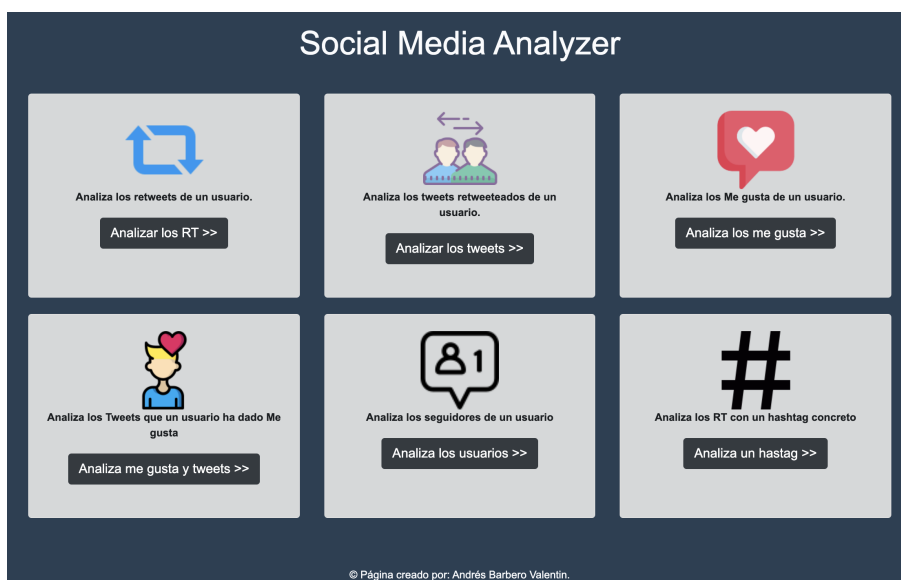 Social Media Analyzer
Analiza los retweets de un usuario.
Analizar los RT >>
Analiza los tweets retweeteados de un
usuario.
Analizar los tweets >>
Analiza los Me gusta de un usuario.
Analiza los me gusta >>
Analiza los Tweets que un usuario ha dado Me
gusta
Analiza me gusta y tweets >>
1
Analiza los seguidores de un usuario
Analiza los usuarios >>
#
Analiza los RT con un hashtag concreto
Analiza un hastag >>
© Página creado por: Andrés Barbero Valentin.